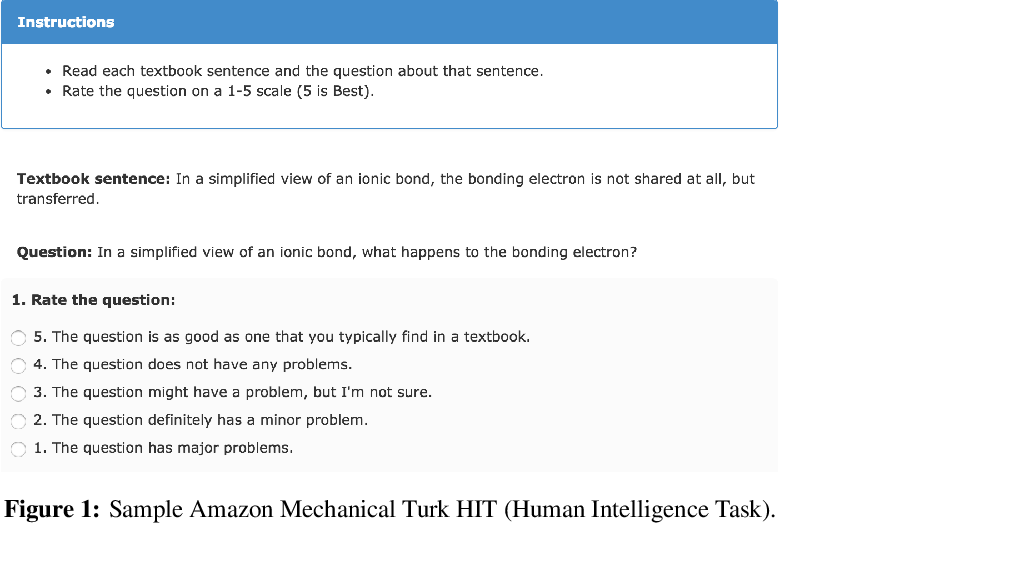 Instructions
• Read each textbook sentence and the question about that sentence.
• Rate the question on a 1-5 scale (5 is Best).
Textbook sentence: In a simplified view of an ionic bond, the bonding electron is not shared at all, but
transferred.
Question: In a simplified view of an ionic bond, what happens to the bonding electron?
1. Rate the question:
5. The question is as good as one that you typically find in a textbook.
4. The question does not have any problems.
3. The question might have a problem, but I'm not sure.
2. The question definitely has a minor problem.
1. The question has major problems.
Figure 1: Sample Amazon Mechanical Turk HIT (Human Intelligence Task).